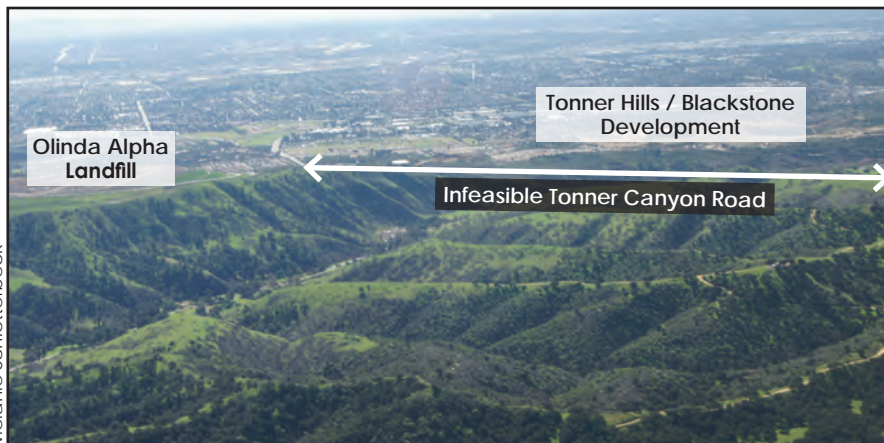 Tonner Hills / Blackstone
Development
Olinda Alpha
Landfill
Infeasible Tonner Canyon Road